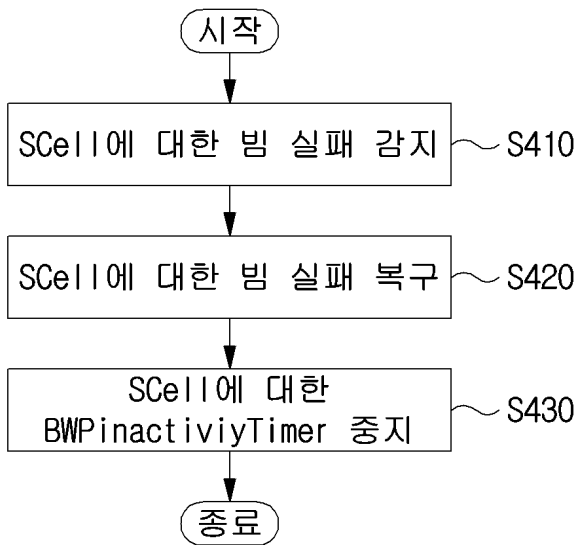 시작
SCell에 대한 빔 실패 감지
S410
SCell에 대한 빔 실패 복구
S420
SCell에 대한
BWPinactiviyTimer 중지
S430
종료